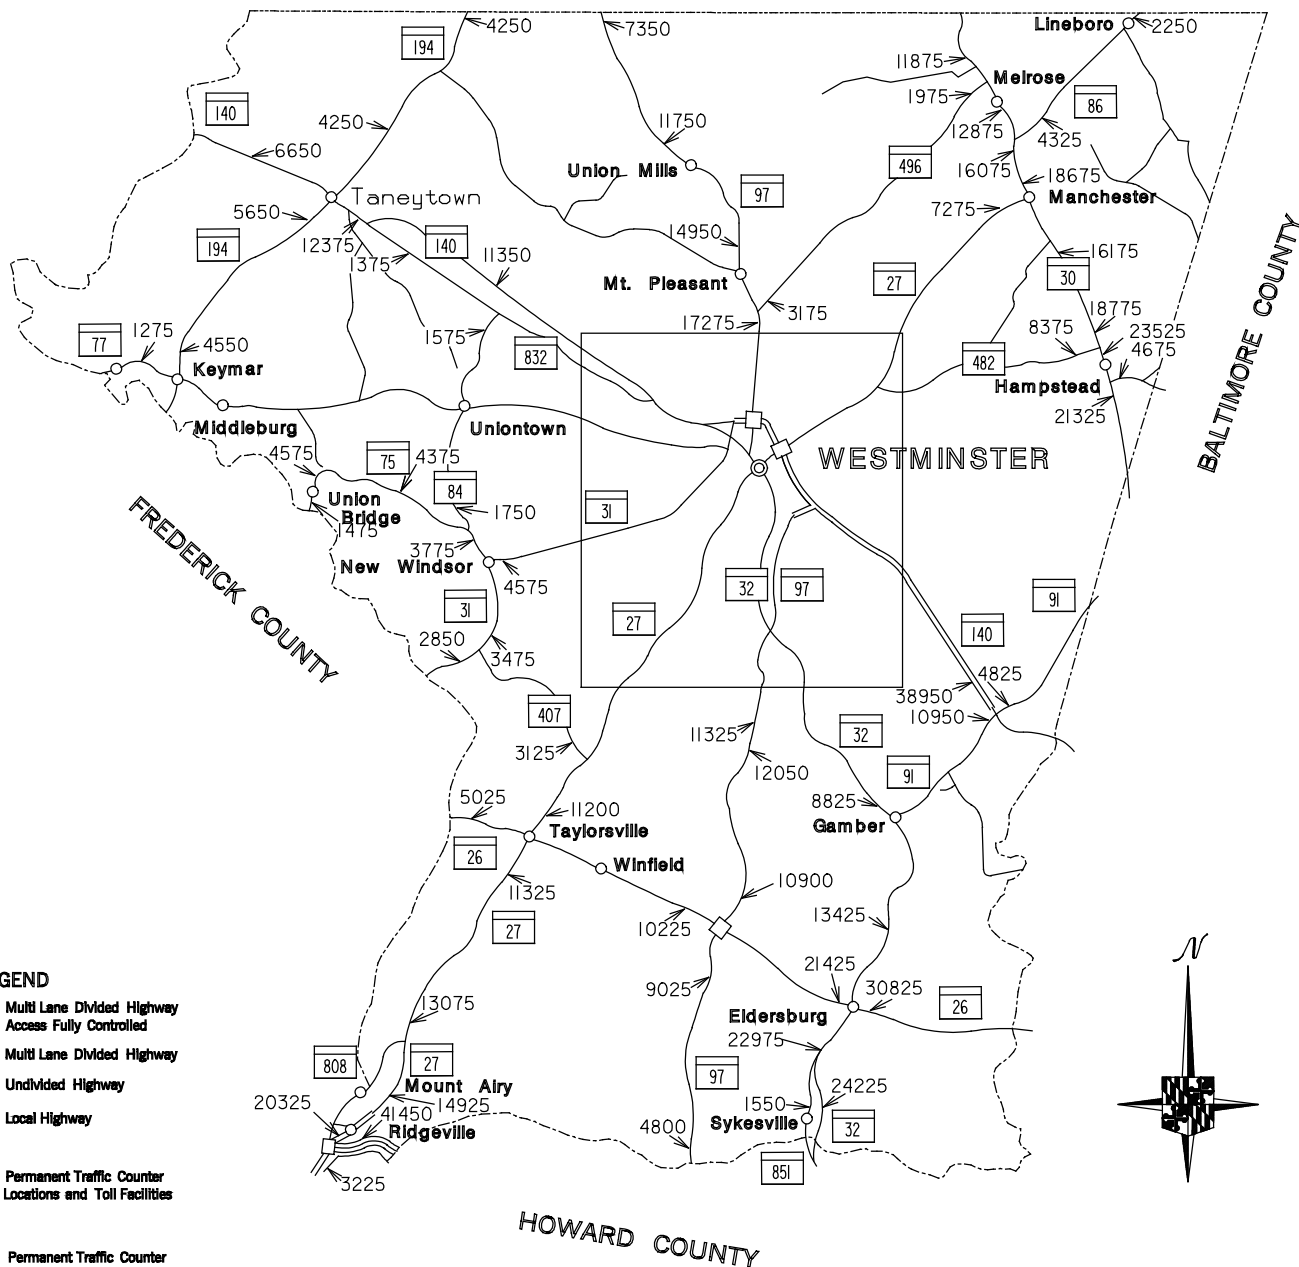 4250
7350
Lineboro
2250
194
11875
Melrose
140
1975
86
4250
11750
12875
4325
6650
Union Mills
496
16075
18675
97
Taneytown
Manchester
5650
7275
12375
140
14950
194
1375
11350
16175
Mt. Pleasant
27
30
BALTIMORE COUNTY
3175
17275
18775
1275
1575
8375
23525
77
4550
832
482
4675
Keymar
Hampstead
21325
Middleburg
Uniontown
4575
75
4375
WESTMINSTER
84
Union
Bridge
1475
1750
31
FREDERICK COUNTY
3775
New Windsor
4575
32
97
31
91
27
140
2850
3475
4825
38950
407
10950
11325
32
3125
12050
91
5025
11200
8825
Taylorsville
Gamber
26
Winfield
11325
10900
27
10225
13425
GEND
21425
9025
30825
Multi Lane Divided Highway
Access Fully Controlled
13075
26
Eldersburg
22975
Multi Lane Divided Highway
808
27
97
Undivided Highway
Mount Airy
14925
20325
41450
1550
24225
Local Highway
Ridgeville
Sykesville
32
4800
851
Permanent Traffic Counter
Locations and Toll Facilities
3225
N
HOWARD COUNTY
Permanent Traffic Counter